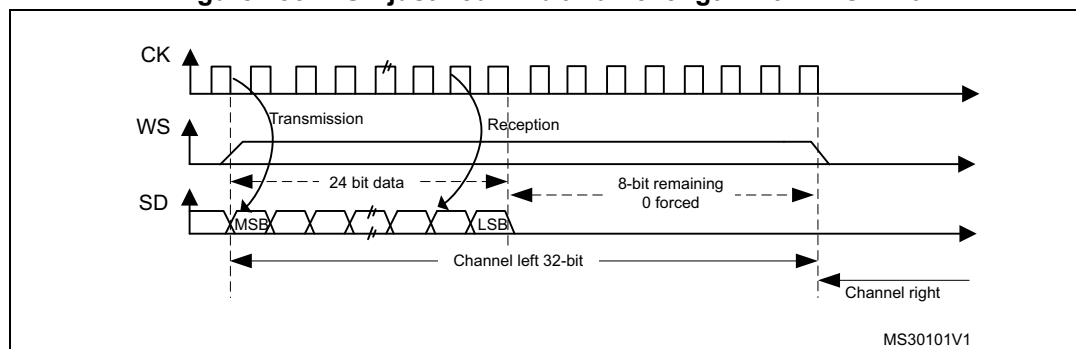 CK
Transmission
Reception
WS
24 bit data
8-bit remaining
0 forced
SD
MSB
LSB
Channel left 32-bit
Channel right
MS30101V1